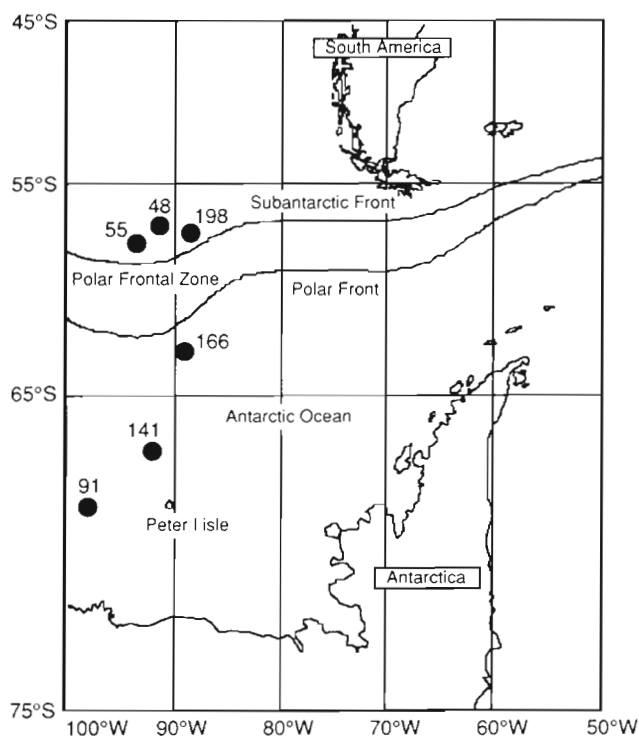 45°S
South America
55°S
Subantarctic Front
48
198
55
Polar Frontal Zone
Polar Front
166
65°S
Antarctic Ocean
141
91
Peter I isle
Antarctica
75°S
100°W 90°W 80°W 70°W 60°W 50°W